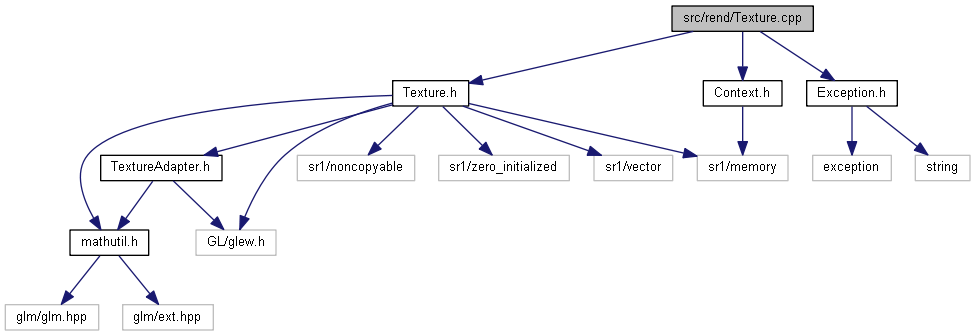 src/rend/Texture.cpp
Texture.h
Context.h
Exception.h
TextureAdapter.h
sr1/noncopyable
sr1/zero_initialized
sr1/vector
sr1/memory
exception
string
mathutil.h
GL/glew.h
glm/glm.hpp
glm/ext.hpp